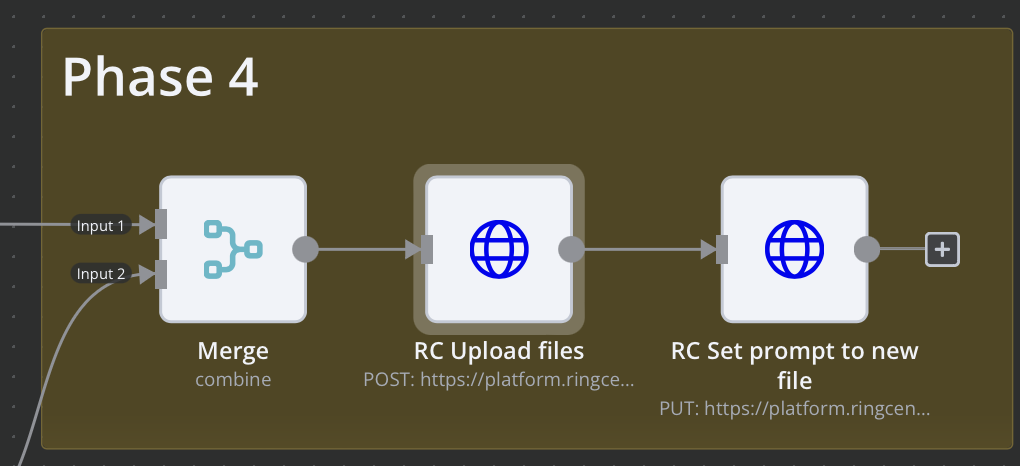 Phase 4
Input 1
Input 2
Merge
combine
RC Upload files
POST: https://platform.ringce...
RC Set prompt to new
file
PUT: https://platform.ringcen...